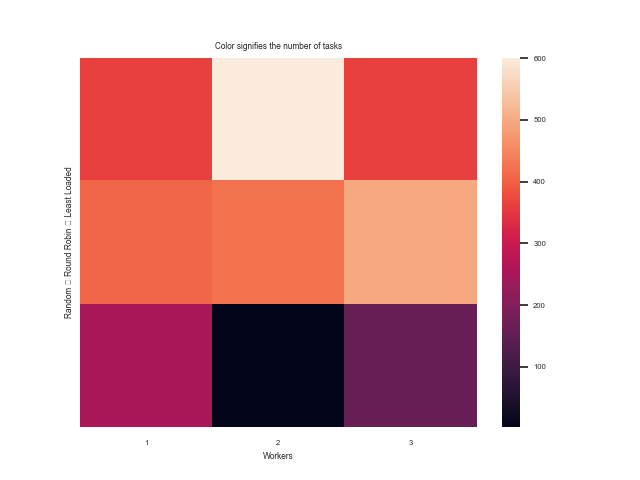 Color signifies the number of tasks
600
500
400
300
200
100
Random ▯ Round Robin ▯ Least Loaded
1 2 3
Workers